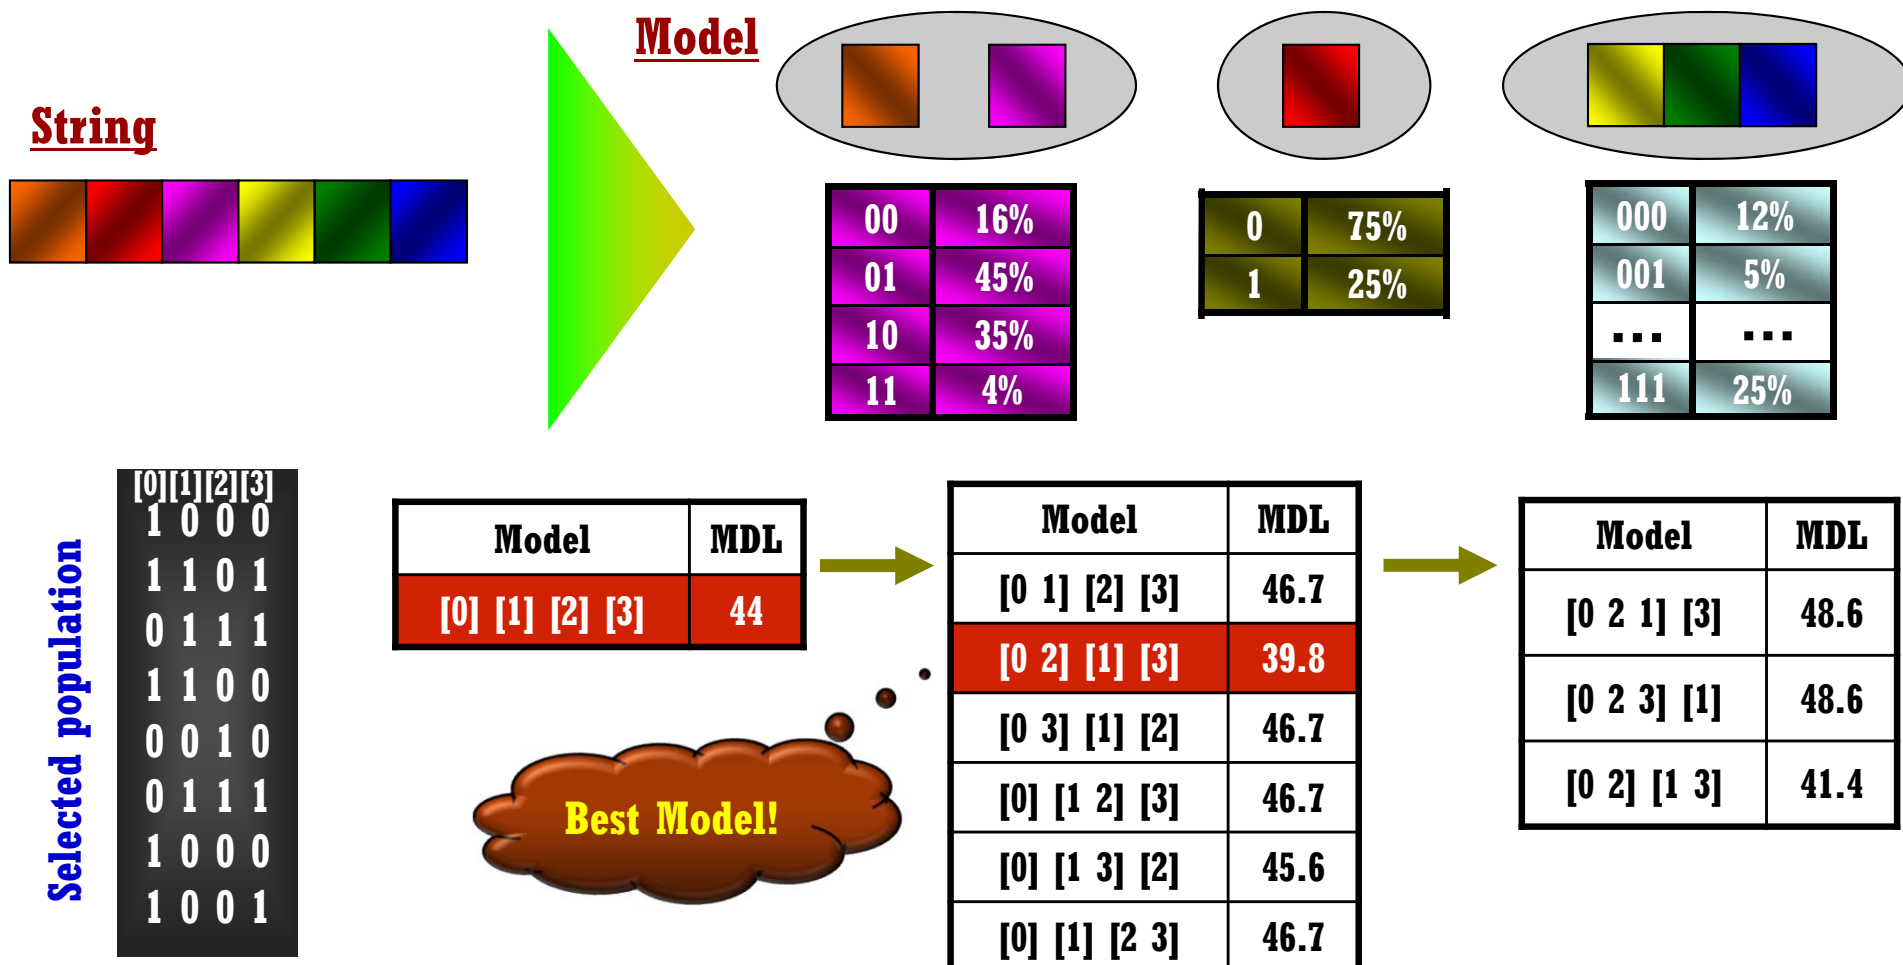 Model
String
00 16%
01 45%
10 35%
11 4%
0 75%
1 25%
000 12%
001 5%
... ...
111 25%
Selected population
[0][1][2][3]
1 0 0 0
1 1 0 1
0 1 1 1
1 1 0 0
0 0 1 0
0 1 1 1
1 0 0 0
1 0 0 1
Model MDL
[0] [1] [2] [3] 44
Best Model!
Model MDL
[0 1] [2] [3] 46.7
[0 2] [1] [3] 39.8
[0 3] [1] [2] 46.7
[0] [1 2] [3] 46.7
[0] [1 3] [2] 45.6
[0] [1] [2 3] 46.7
Model MDL
[0 2 1] [3] 48.6
[0 2 3] [1] 48.6
[0 2] [1 3] 41.4